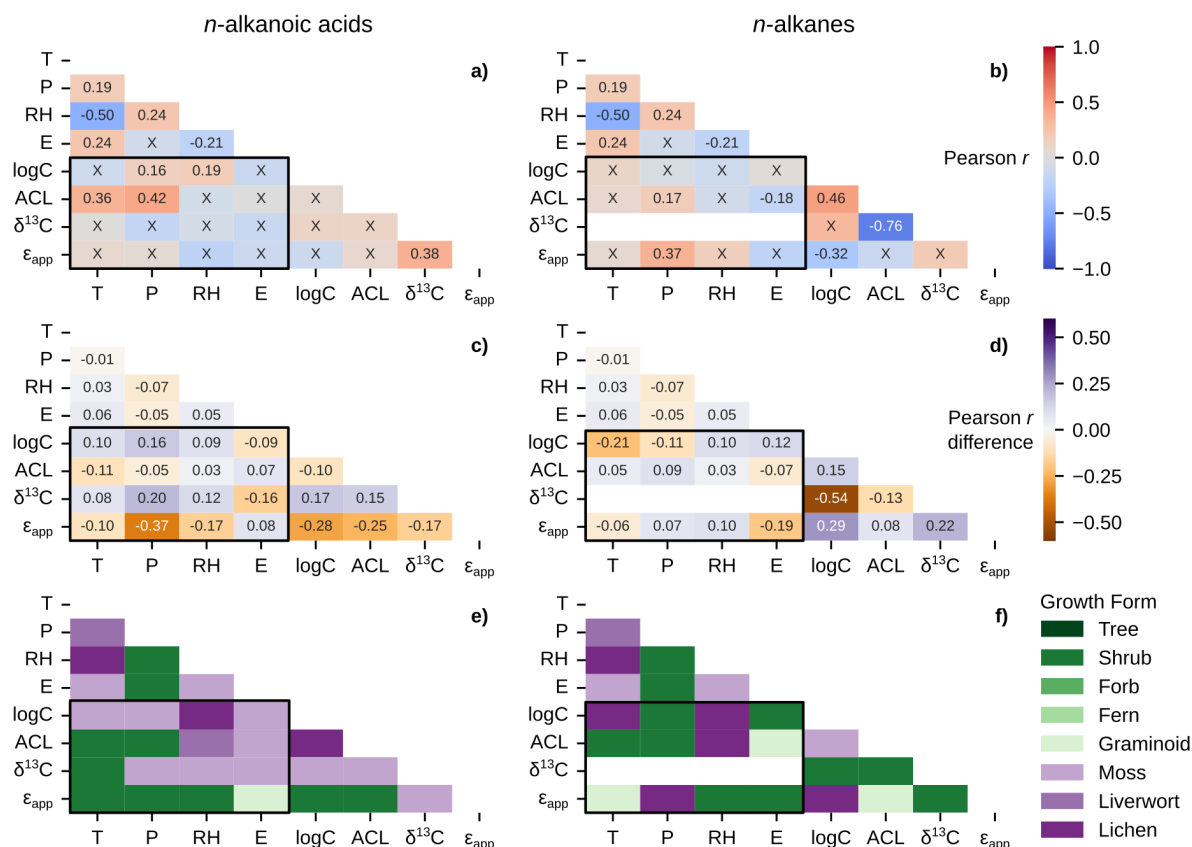 n-alkanoic acids
n-alkanes
T
a)
T
b)
1.0
P 0.19
P 0.19
RH -0.50 0.24
RH -0.50 0.24
0.5
E 0.24 X -0.21
E 0.24 X -0.21
logC X 0.16 0.19 X
logC X X X X
Pearson r
0.0
ACL 0.36 0.42 X X X
ACL X 0.17 X -0.18 0.46
δ13C X X X X X X
δ13C X -0.76
−0.5
εapp X X X X X X 0.38
εapp X 0.37 X X -0.32 X X
−1.0
T P RH E logC ACL δ13C εapp
T P RH E logC ACL δ13C εapp
T
c)
T
d)
0.50
P -0.01
P -0.01
RH 0.03 -0.07
RH 0.03 -0.07
0.25
E 0.06 -0.05 0.05
E 0.06 -0.05 0.05
logC 0.10 0.16 0.09 -0.09
logC -0.21 -0.11 0.10 0.12
Pearson r
difference
0.00
ACL -0.11 -0.05 0.03 0.07 -0.10
ACL 0.05 0.09 0.03 -0.07 0.15
−0.25
δ13C 0.08 0.20 0.12 -0.16 0.17 0.15
δ13C -0.54 -0.13
εapp -0.10 -0.37 -0.17 0.08 -0.28 -0.25 -0.17
εapp -0.06 0.07 0.10 -0.19 0.29 0.08 0.22
−0.50
T P RH E logC ACL δ13C εapp
T P RH E logC ACL δ13C εapp
T
e)
P
RH
E
logC
ACL
δ13C
εapp
T P RH E logC ACL δ13C εapp
T
f)
P
RH
E
logC
ACL
δ13C
εapp
T P RH E logC ACL δ13C εapp
Growth Form
Tree
Shrub
Forb
Fern
Graminoid
Moss
Liverwort
Lichen